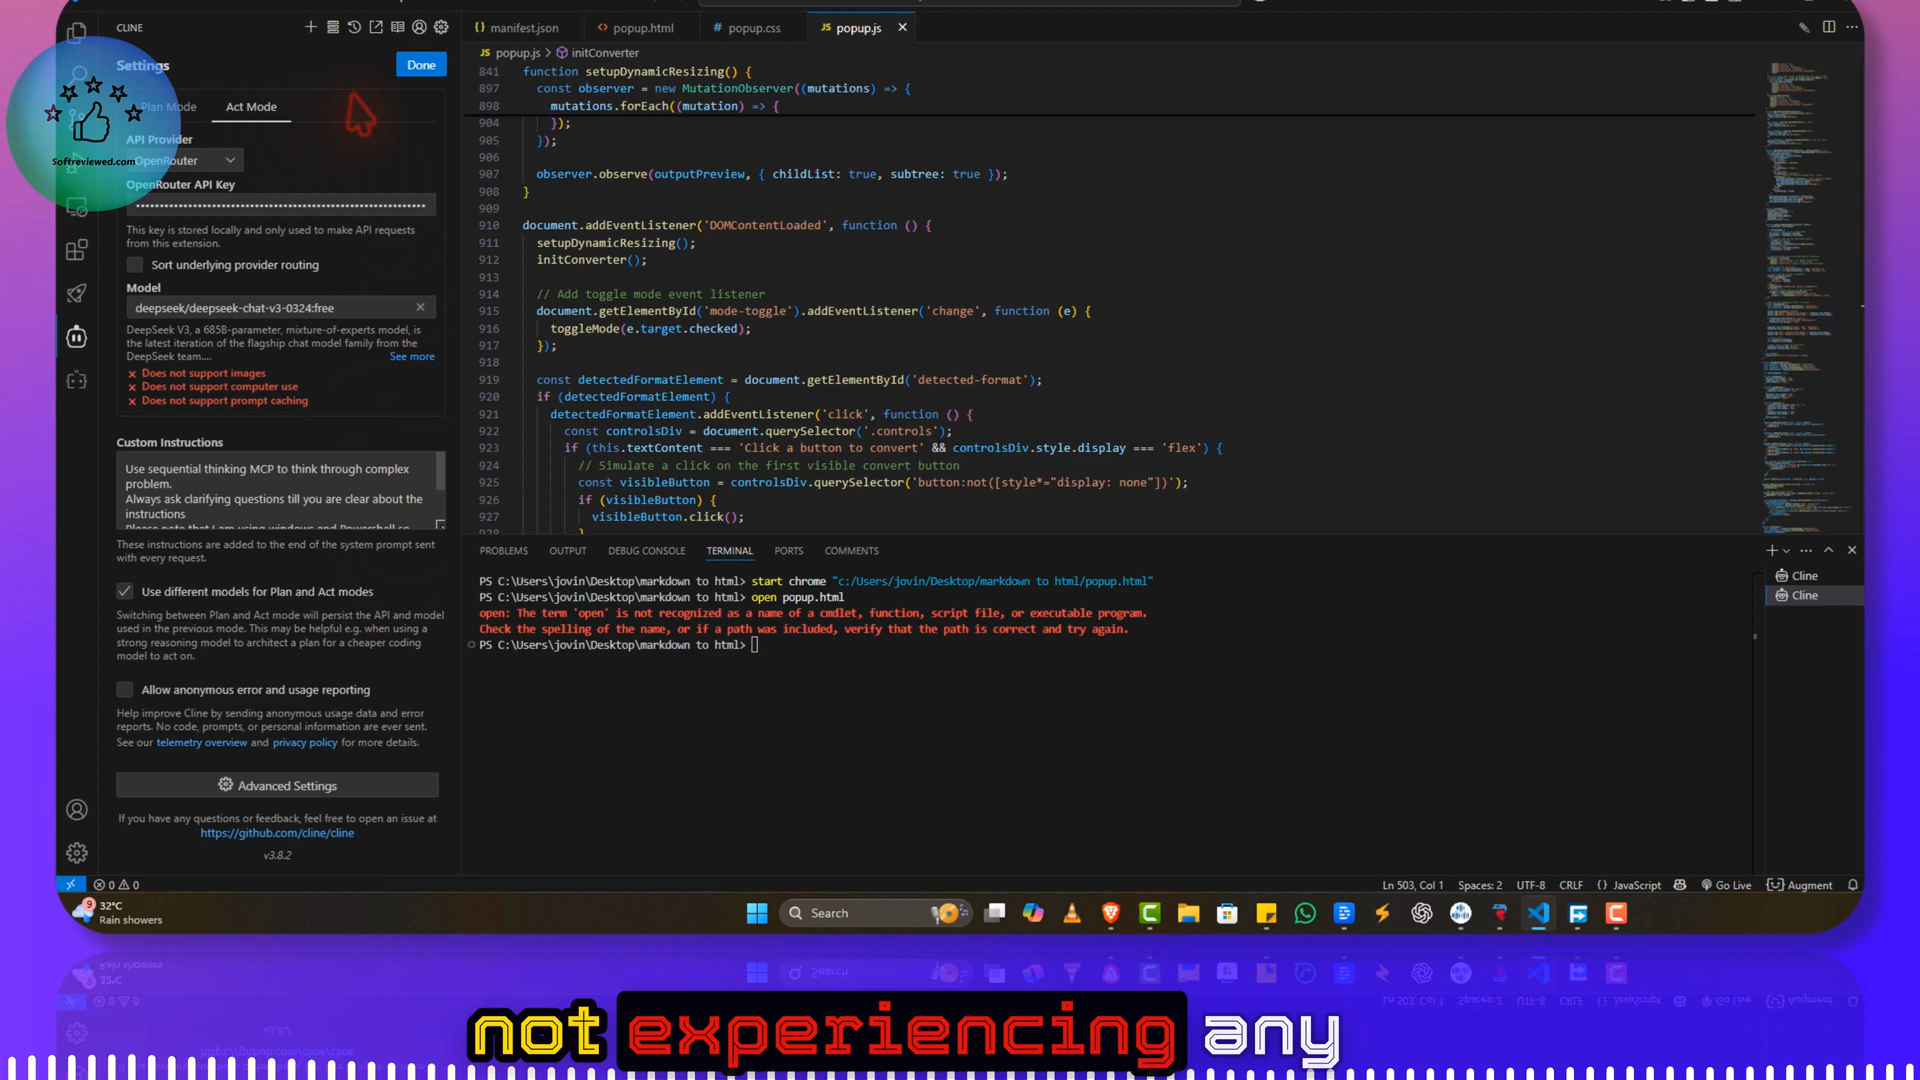 CLINE
Settings
Done
Plan Mode
Act Mode
API Provider
OpenRouter
OpenRouter API Key
This key is stored locally and only used to make API requests
from this extension.
Sort underlying provider routing
Model
deepseek/deepseek-chat-v3-0324:free
DeepSeek V3, a 685B-parameter, mixture-of-experts model, is
the latest iteration of the flagship chat model family from the
DeepSeek team....
See more
Does not support images
Does not support computer use
Does not support prompt caching
Custom Instructions
Use sequential thinking MCP to think through complex
problem.
Always ask clarifying questions till you are clear about the
instructions
Please note that I am using windows and Powershell so
These instructions are added to the end of the system prompt sent
with every request.
Use different models for Plan and Act modes
Switching between Plan and Act mode will persist the API and model
used in the previous mode. This may be helpful e.g. when using a
strong reasoning model to architect a plan for a cheaper coding
model to act on.
Allow anonymous error and usage reporting
Help improve Cline by sending anonymous usage data and error
reports. No code, prompts, or personal information are ever sent.
See our telemetry overview and privacy policy for more details.
Advanced Settings
If you have any questions or feedback, feel free to open an issue at
https://github.com/cline/cline
v3.8.2
Softreviewed.com
{} manifest.json
<> popup.html
# popup.css
JS popup.js
JS popup.js > initConverter
841 function setupDynamicResizing() {
897 const observer = new MutationObserver((mutations) => {
898 mutations.forEach((mutation) => {
904 });
905 });
906
907 observer.observe(outputPreview, { childList: true, subtree: true });
908 }
909
910 document.addEventListener('DOMContentLoaded', function () {
911 setupDynamicResizing();
912 initConverter();
913
914 // Add toggle mode event listener
915 document.getElementById('mode-toggle').addEventListener('change', function (e) {
916 toggleMode(e.target.checked);
917 });
918
919 const detectedFormatElement = document.getElementById('detected-format');
920 if (detectedFormatElement) {
921 detectedFormatElement.addEventListener('click', function () {
922 const controlsDiv = document.querySelector('.controls');
923 if (this.textContent === 'Click a button to convert' && controlsDiv.style.display === 'flex') {
924 // Simulate a click on the first visible convert button
925 const visibleButton = controlsDiv.querySelector('button:not([style*="display: none"])');
926 if (visibleButton) {
927 visibleButton.click();
928 }
PROBLEMS OUTPUT DEBUG CONSOLE TERMINAL PORTS COMMENTS
PS C:\Users\jovin\Desktop\markdown to html> start chrome "c:/Users/jovin/Desktop/markdown to html/popup.html"
PS C:\Users\jovin\Desktop\markdown to html> open popup.html
open: The term 'open' is not recognized as a name of a cmdlet, function, script file, or executable program.
Check the spelling of the name, or if a path was included, verify that the path is correct and try again.
PS C:\Users\jovin\Desktop\markdown to html>
Cline
Cline
0 0
Ln 503, Col 1 Spaces: 2 UTF-8 CRLF {} JavaScript Go Live Augment
9
32°C
Rain showers
Search
not experiencing any